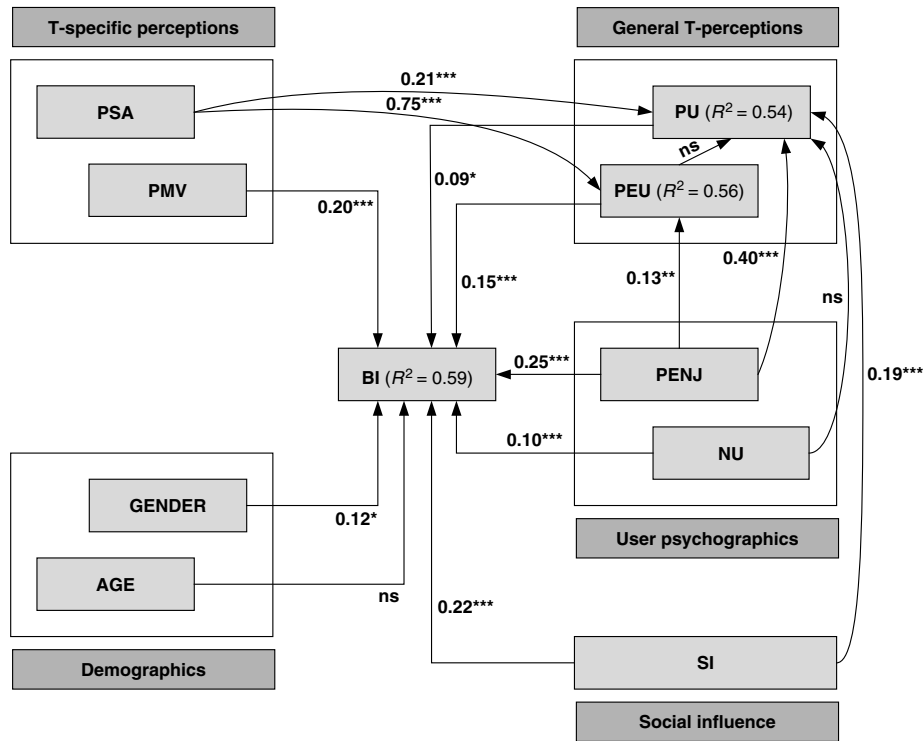 T-specific perceptions
General T-perceptions
PSA
0.21***
0.75***
PU (R² = 0.54)
ns
PMV
0.20***
0.09*
PEU (R² = 0.56)
0.15***
0.13**
0.40***
ns
BI (R² = 0.59)
0.25***
PENJ
0.19***
0.10***
NU
GENDER
0.12*
User psychographics
AGE
ns
0.22***
SI
Demographics
Social influence